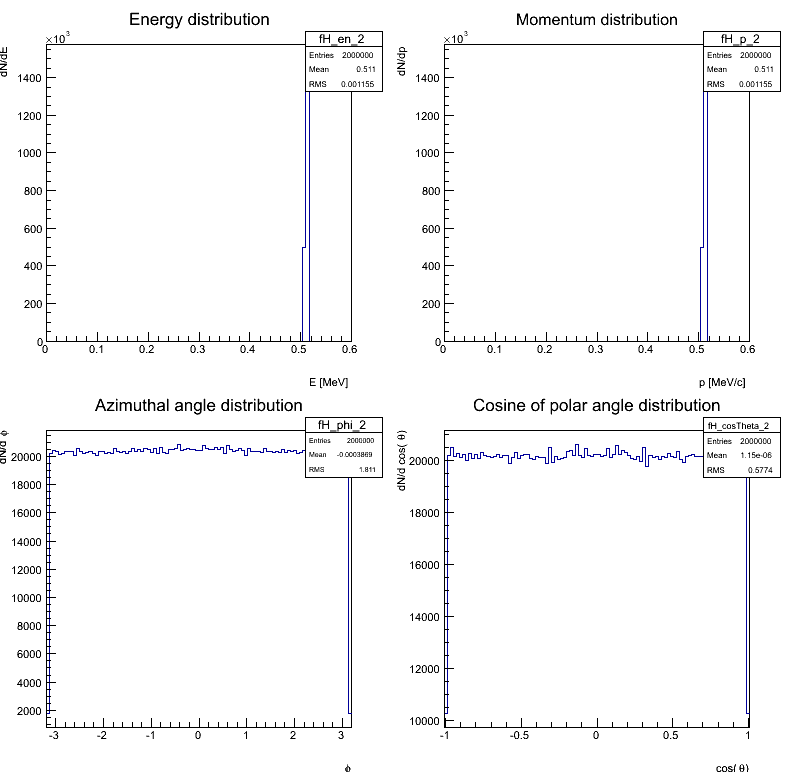 Energy distribution
×10³
dN/dE
fH_en_2
Entries 2000000
Mean 0.511
RMS 0.001155
1400
1200
1000
800
600
400
200
0
0 0.1 0.2 0.3 0.4 0.5 0.6
E [MeV]
Momentum distribution
×10³
dN/dp
fH_p_2
Entries 2000000
Mean 0.511
RMS 0.001155
1400
1200
1000
800
600
400
200
0
0 0.1 0.2 0.3 0.4 0.5 0.6
p [MeV/c]
Azimuthal angle distribution
dN/d ϕ
fH_phi_2
Entries 2000000
Mean -0.0003869
RMS 1.811
20000
18000
16000
14000
12000
10000
8000
6000
4000
2000
-3 -2 -1 0 1 2 3
ϕ
Cosine of polar angle distribution
dN/d cos( θ)
fH_cosTheta_2
Entries 2000000
Mean 1.15e-06
RMS 0.5774
20000
18000
16000
14000
12000
10000
-1 -0.5 0 0.5 1
cos( θ)